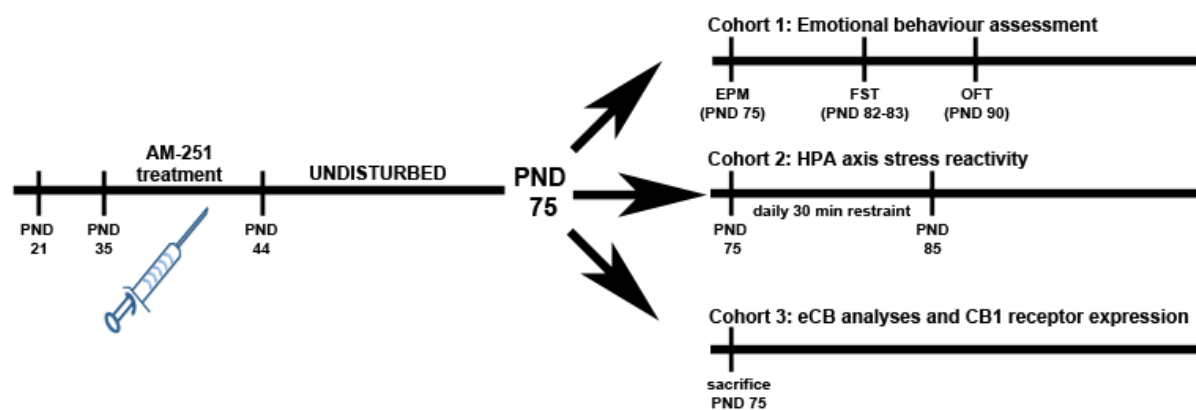 Cohort 1: Emotional behaviour assessment
EPM
(PND 75)
FST
(PND 82-83)
OFT
(PND 90)
AM-251
treatment
UNDISTURBED
PND
21
PND
35
PND
44
PND
75
Cohort 2: HPA axis stress reactivity
daily 30 min restraint
PND
75
PND
85
Cohort 3: eCB analyses and CB1 receptor expression
sacrifice
PND 75